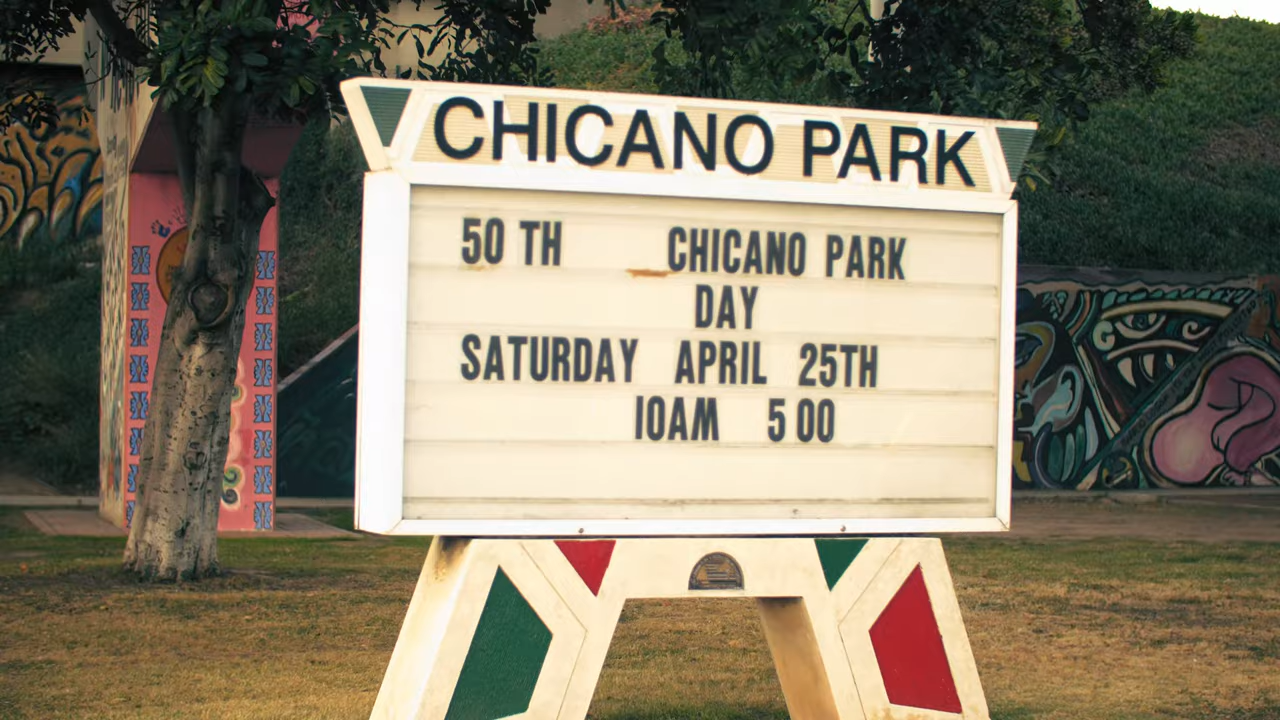 CHICANO PARK
50 TH CHICANO PARK
DAY
SATURDAY APRIL 25TH
10AM 5 00